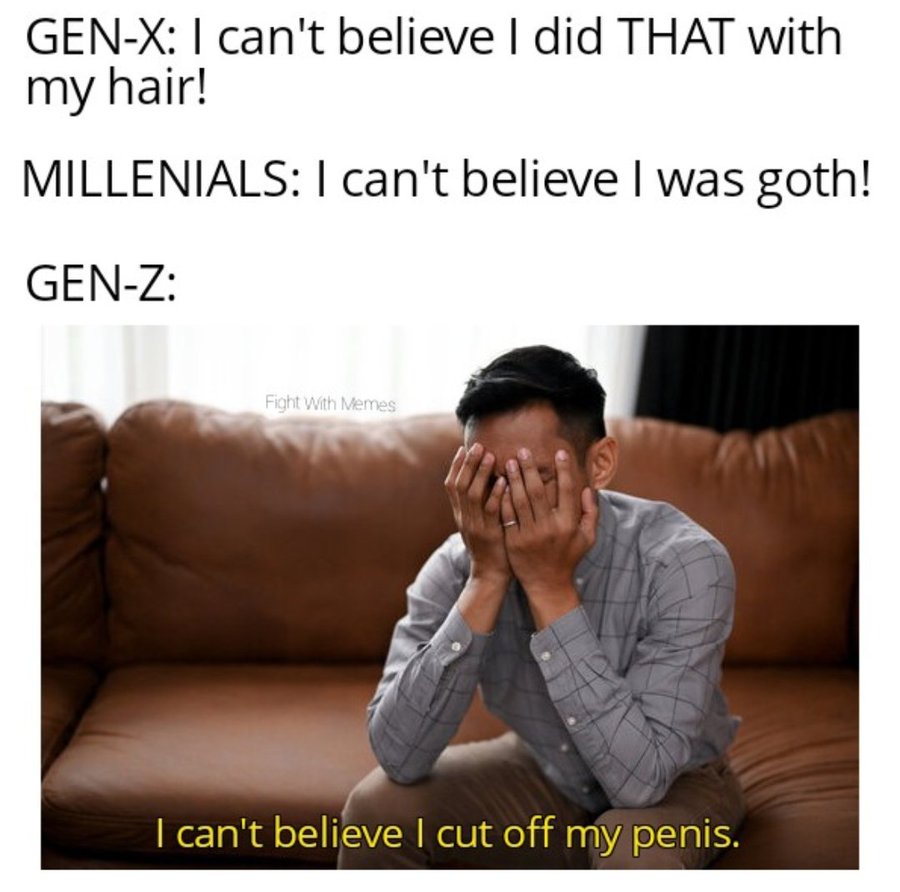 GEN-X: I can't believe I did THAT with
my hair!
MILLENIALS: I can't believe I was goth!
GEN-Z:
Fight With Memes
I can't believe I cut off my penis.